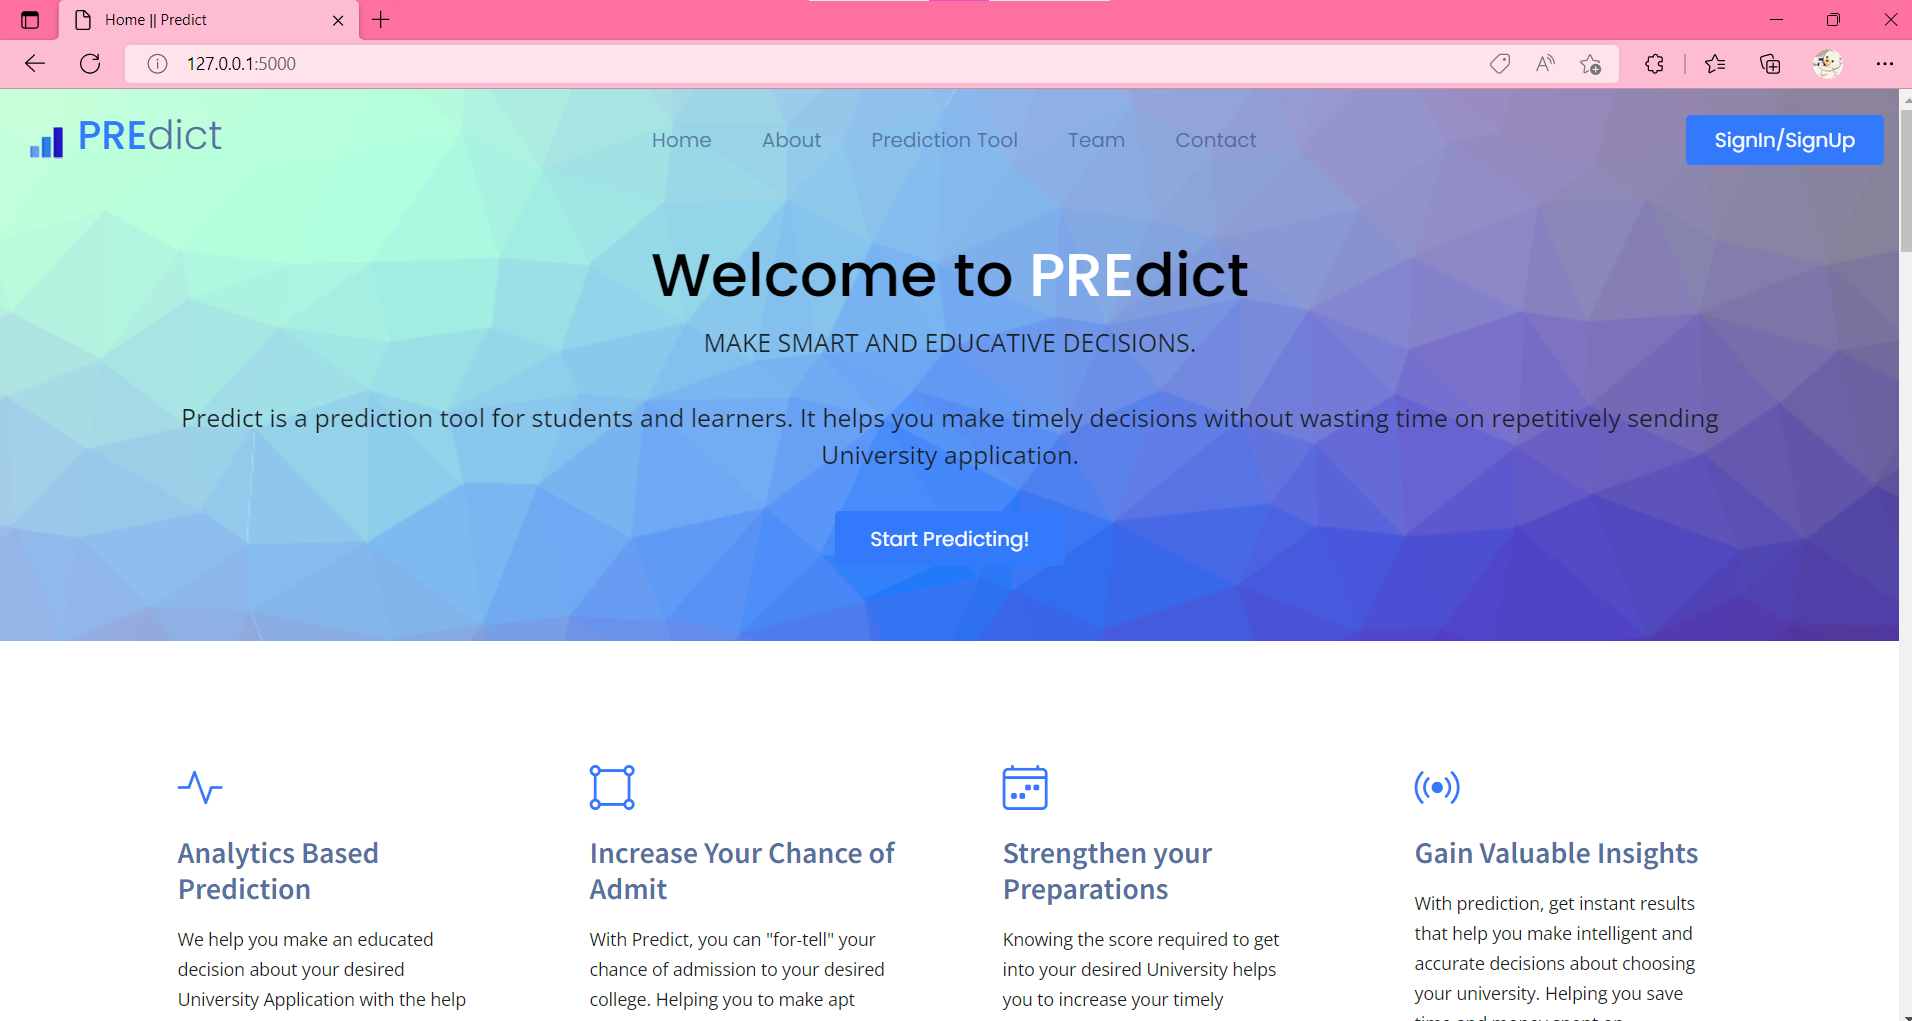 Home || Predict
127.0.0.1:5000
PREdict
Home About Prediction Tool Team Contact
SignIn/SignUp
Welcome to PREdict
MAKE SMART AND EDUCATIVE DECISIONS.
Predict is a prediction tool for students and learners. It helps you make timely decisions without wasting time on repetitively sending
University application.
Start Predicting!
Analytics Based
Prediction
We help you make an educated
decision about your desired
University Application with the help
Increase Your Chance of
Admit
With Predict, you can "for-tell" your
chance of admission to your desired
college. Helping you to make apt
Strengthen your
Preparations
Knowing the score required to get
into your desired University helps
you to increase your timely
Gain Valuable Insights
With prediction, get instant results
that help you make intelligent and
accurate decisions about choosing
your university. Helping you save